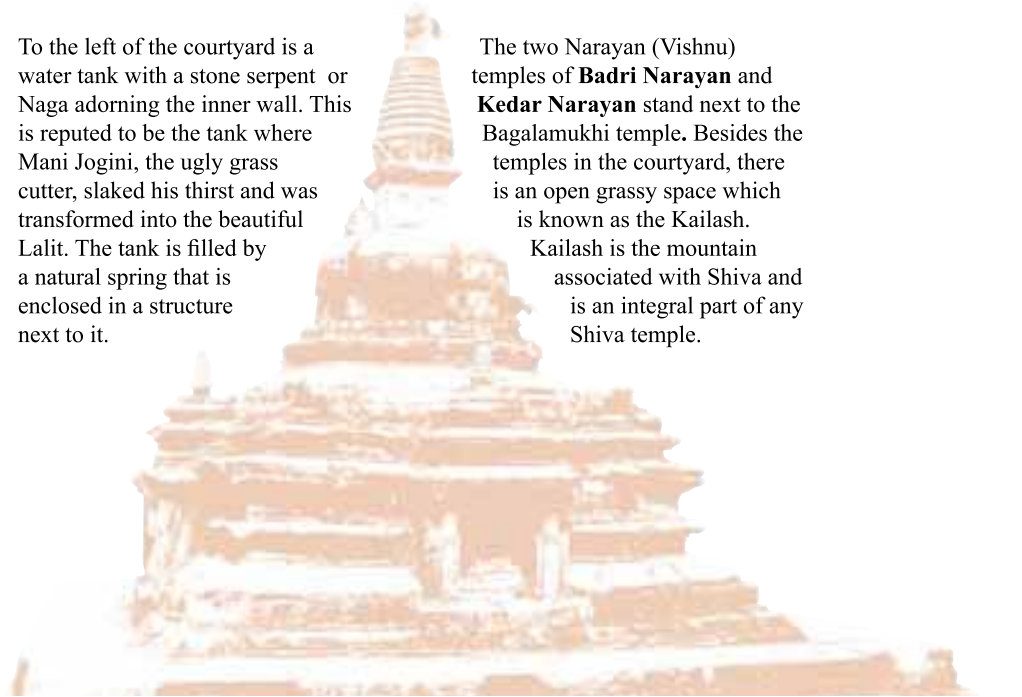 To the left of the courtyard is a
water tank with a stone serpent  or
Naga adorning the inner wall. This
is reputed to be the tank where
Mani Jogini, the ugly grass
cutter, slaked his thirst and was
transformed into the beautiful
Lalit. The tank is filled by
a natural spring that is
enclosed in a structure
next to it.
The two Narayan (Vishnu)
temples of Badri Narayan and
Kedar Narayan stand next to the
Bagalamukhi temple. Besides the
temples in the courtyard, there
is an open grassy space which
is known as the Kailash.
Kailash is the mountain
associated with Shiva and
is an integral part of any
Shiva temple.